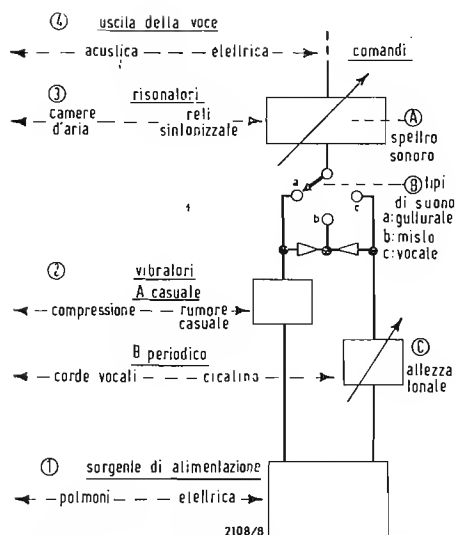 ④ uscita della voce
acustica elettrica
comandi
③ risonatori
camere d'aria
reti sintonizzate
Ⓐ
spettro
sonoro
Ⓑ tipi
di suono
a: gutturale
b: misto
c: vocale
a
b
c
② vibratori
A casuale
compressione rumore
casuale
B periodico
corde vocali cicalino
Ⓒ
altezza
tonale
① sorgente di alimentazione
polmoni elettrica
2108/8